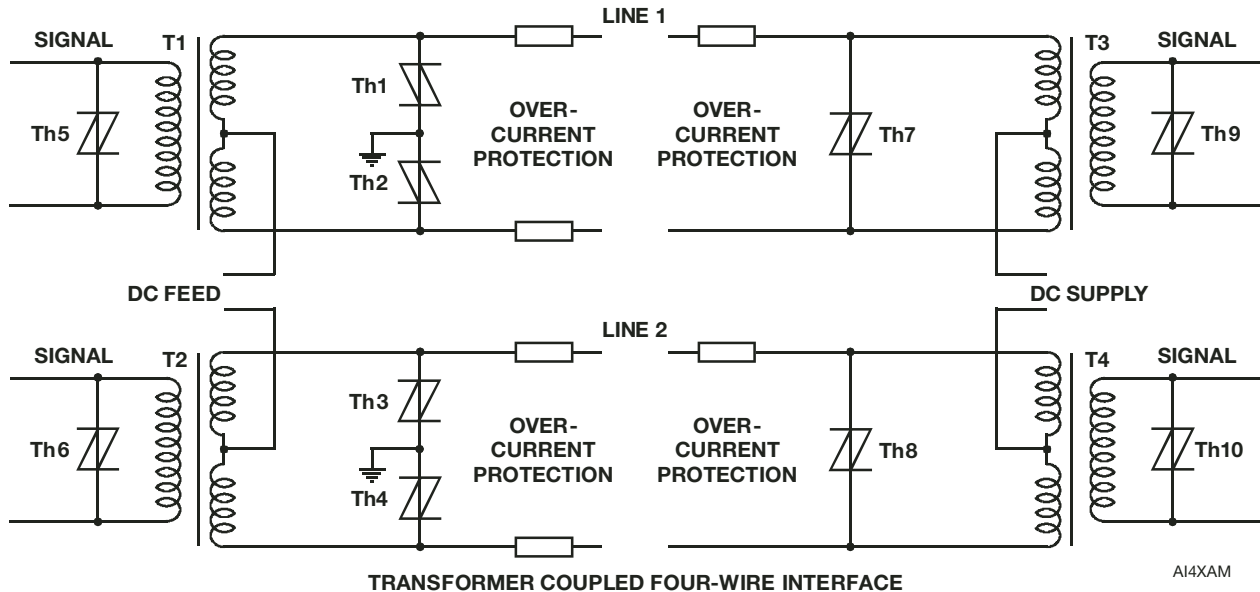 LINE 1
SIGNAL T1
T3 SIGNAL
Th1
Th5
OVER-
CURRENT
PROTECTION
OVER-
CURRENT
PROTECTION
Th7
Th9
Th2
DC FEED
DC SUPPLY
LINE 2
SIGNAL T2
T4 SIGNAL
Th3
Th6
OVER-
CURRENT
PROTECTION
OVER-
CURRENT
PROTECTION
Th8
Th10
Th4
TRANSFORMER COUPLED FOUR-WIRE INTERFACE
AI4XAM